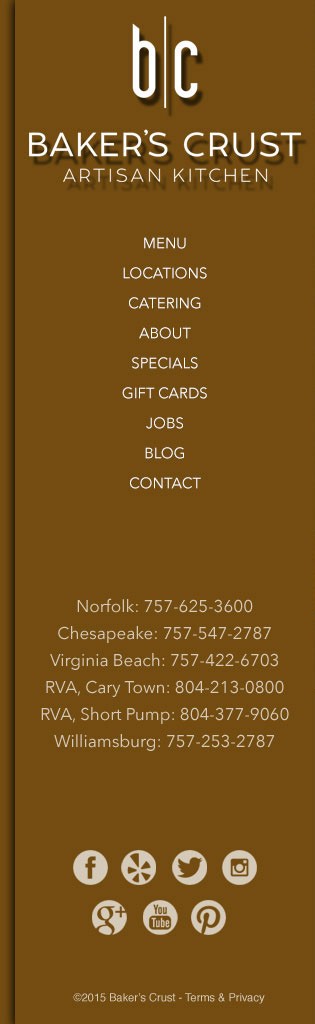 b|c
BAKER'S CRUST
ARTISAN KITCHEN
MENU
LOCATIONS
CATERING
ABOUT
SPECIALS
GIFT CARDS
JOBS
BLOG
CONTACT
Norfolk: 757-625-3600
Chesapeake: 757-547-2787
Virginia Beach: 757-422-6703
RVA, Cary Town: 804-213-0800
RVA, Short Pump: 804-377-9060
Williamsburg: 757-253-2787
f
g+ You Tube
©2015 Baker's Crust - Terms & Privacy